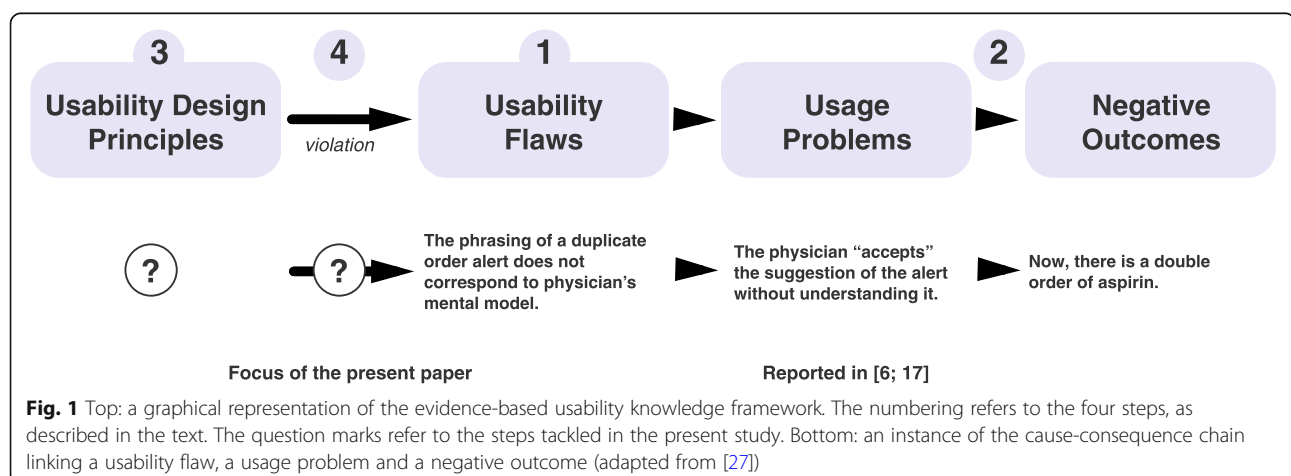 3
4
1
2
Usability Design
Principles
violation
Usability
Flaws
Usage
Problems
Negative
Outcomes
?
?
The phrasing of a duplicate
order alert does not
correspond to physician’s
mental model.
The physician “accepts”
the suggestion of the alert
without understanding it.
Now, there is a double
order of aspirin.
Focus of the present paper
Reported in [6; 17]
Fig. 1 Top: a graphical representation of the evidence-based usability knowledge framework. The numbering refers to the four steps, as
described in the text. The question marks refer to the steps tackled in the present study. Bottom: an instance of the cause-consequence chain
linking a usability flaw, a usage problem and a negative outcome (adapted from [27])